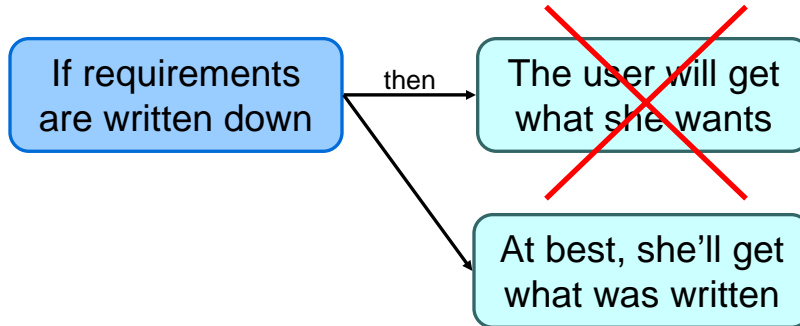 If requirements
are written down
then
The user will get
what she wants
At best, she’ll get
what was written